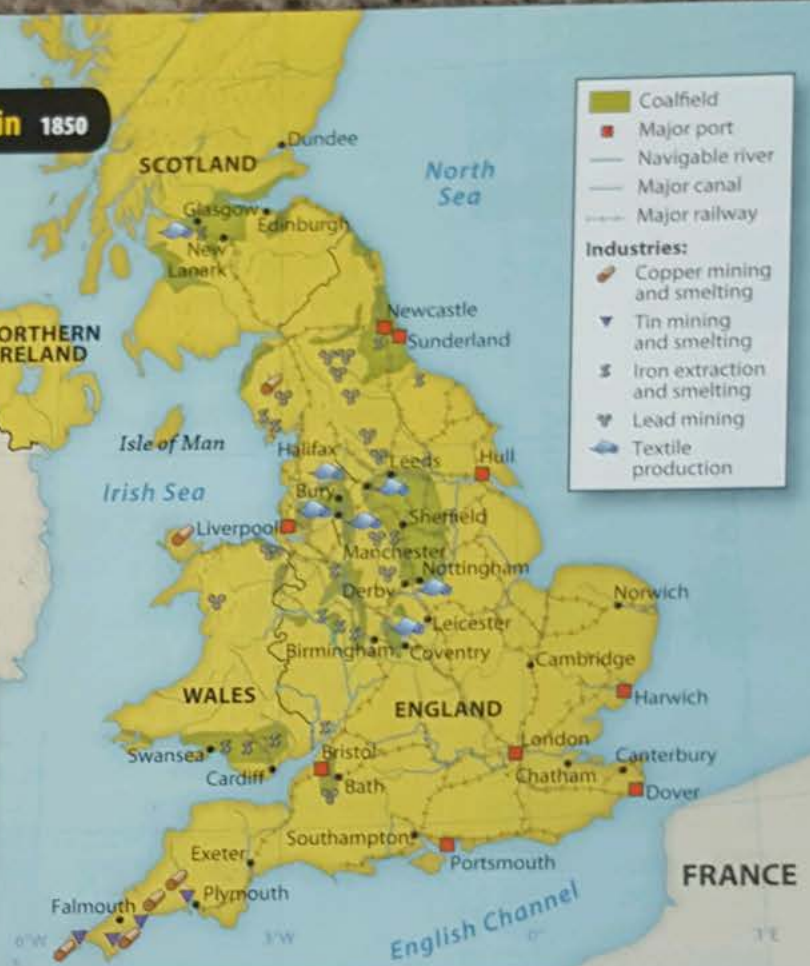 in 1850
Dundee
SCOTLAND
North
Sea
Glasgow
Edinburgh
New
Lanark
Coalfield
Major port
Navigable river
Major canal
Major railway
Industries:
Copper mining
and smelting
Tin mining
and smelting
Iron extraction
and smelting
Lead mining
Textile
production
ORTHERN
RELAND
Newcastle
Sunderland
Isle of Man
Irish Sea
Halifax
Leeds
Hull
Bury
Sheffield
Liverpool
Manchester
Nottingham
Derby
Norwich
Leicester
Birmingham
Coventry
Cambridge
WALES
ENGLAND
Harwich
Swansea
Cardiff
Bristol
Bath
London
Chatham
Canterbury
Dover
Southampton
Portsmouth
Exeter
Plymouth
Falmouth
FRANCE
English Channel
6°W
3°W
0°
3°E